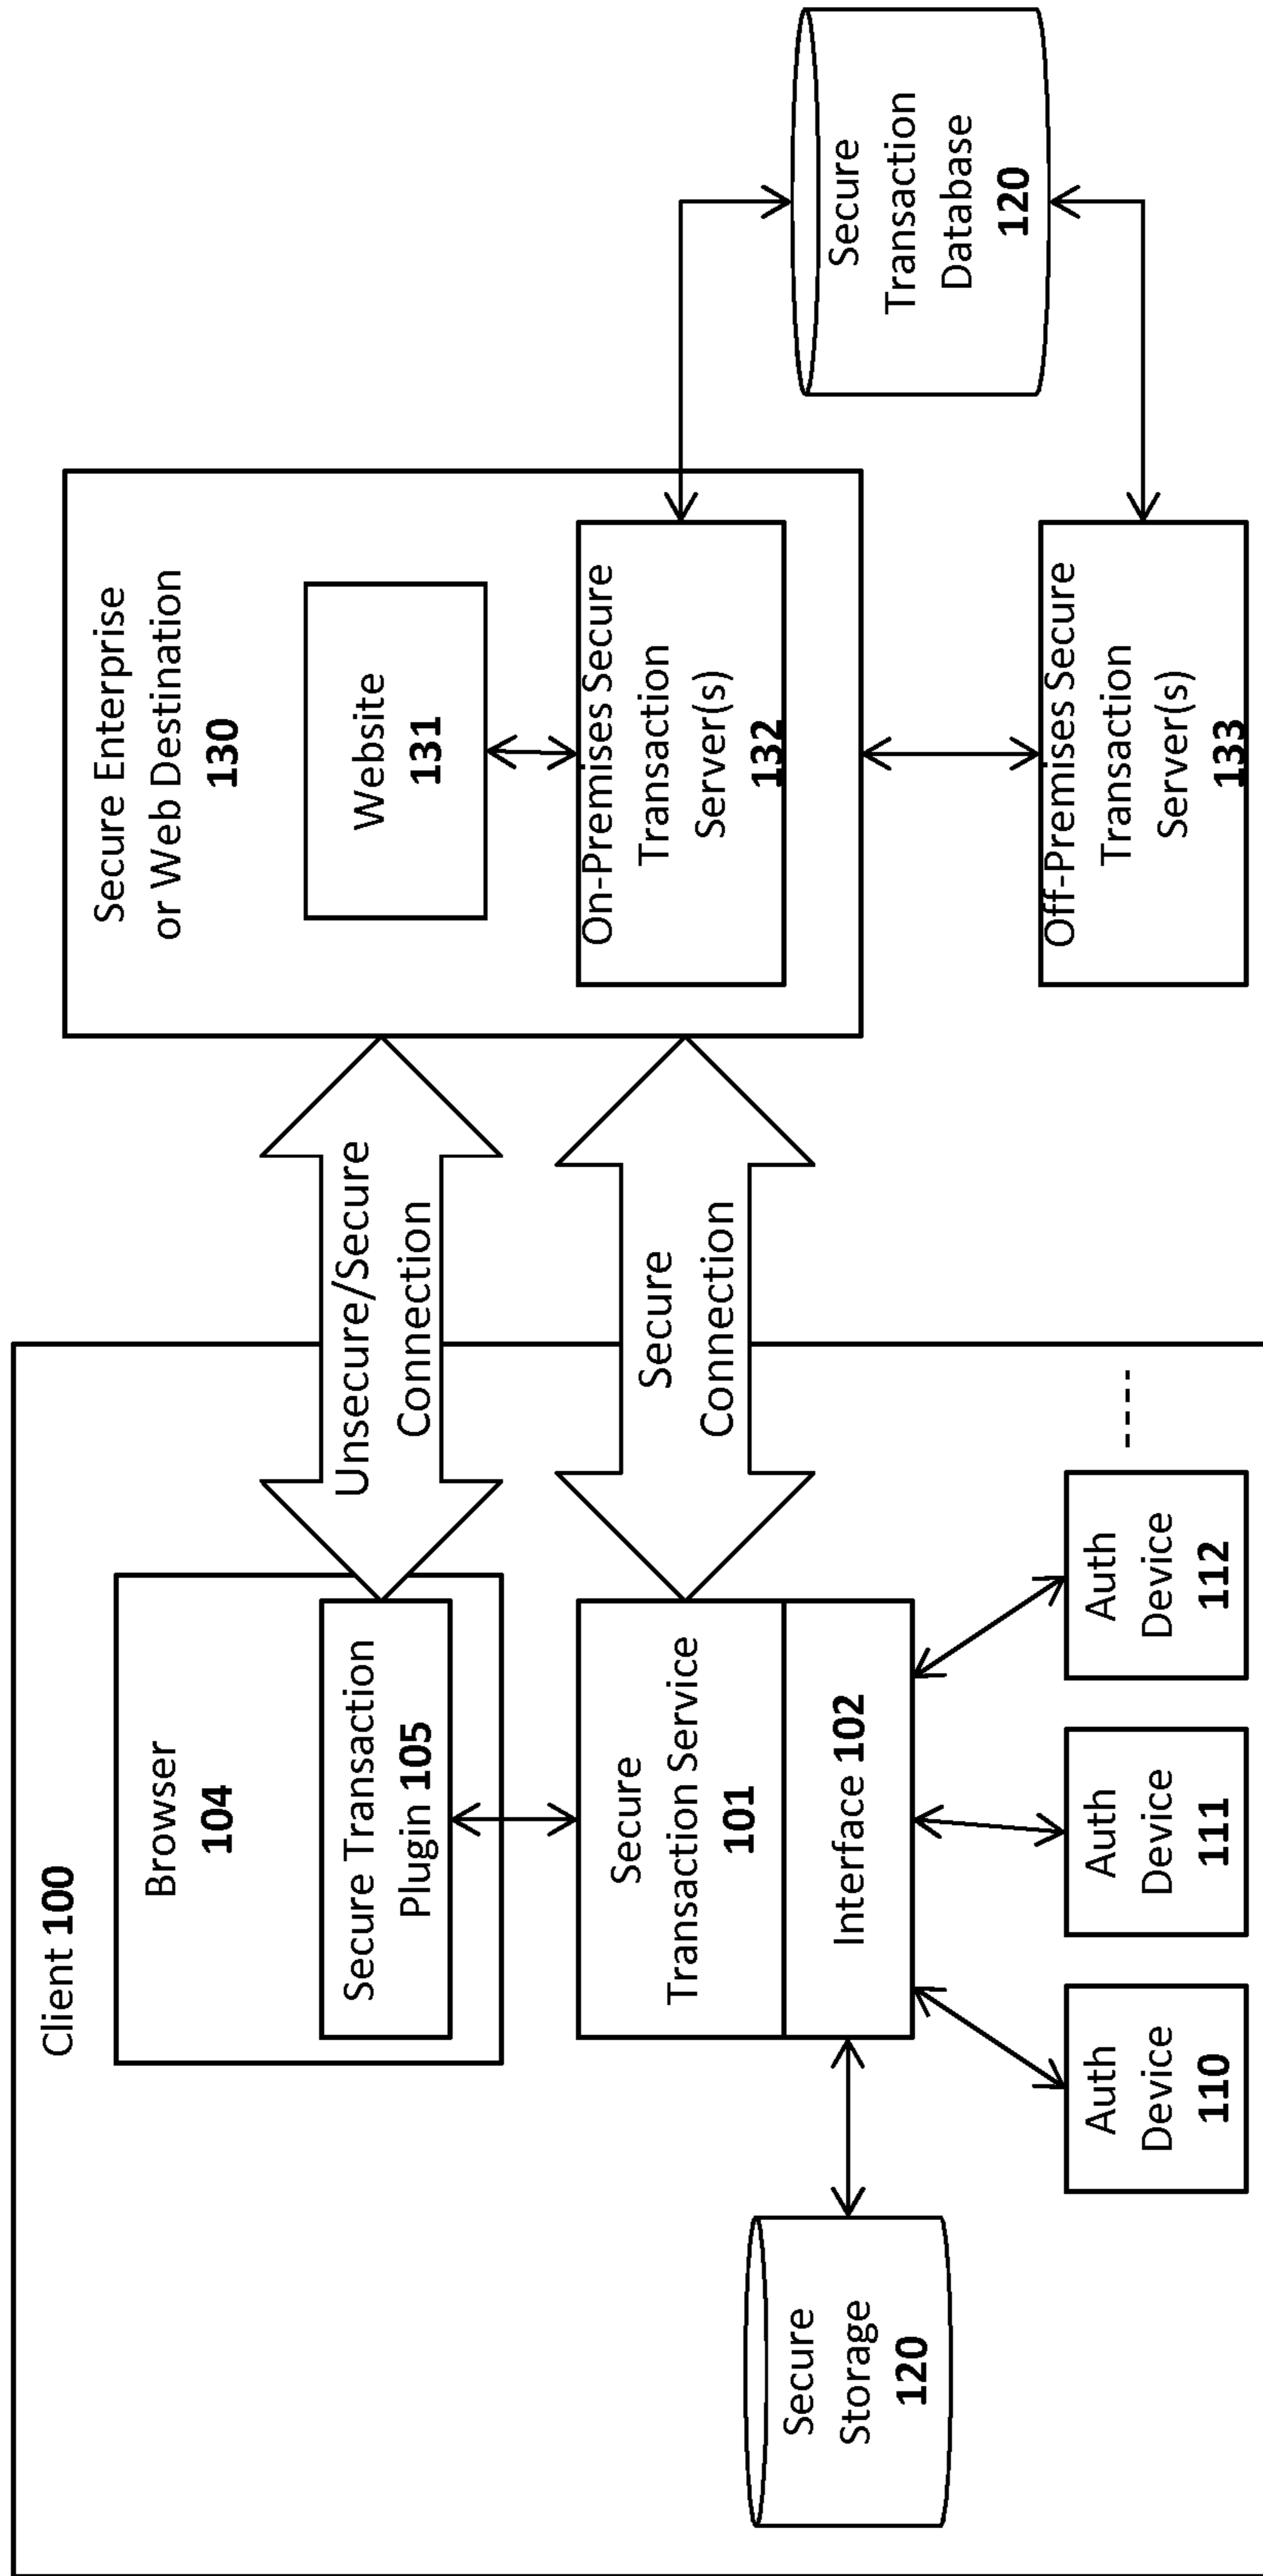 Client 100
Browser
104
Secure Transaction
Plugin 105
Secure
Transaction Service
101
Interface 102
Secure
Storage
120
Auth
Device
110
Auth
Device
111
Auth
Device
112
Unsecure/Secure
Connection
Secure
Connection
Secure Enterprise
or Web Destination
130
Website
131
On-Premises Secure
Transaction
Server(s)
132
Off-Premises Secure
Transaction
Server(s)
133
Secure
Transaction
Database
120